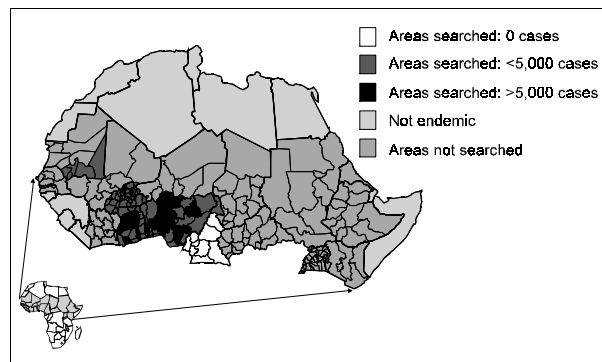 Areas searched: 0 cases
Areas searched: <5,000 cases
Areas searched: >5,000 cases
Not endemic
Areas not searched